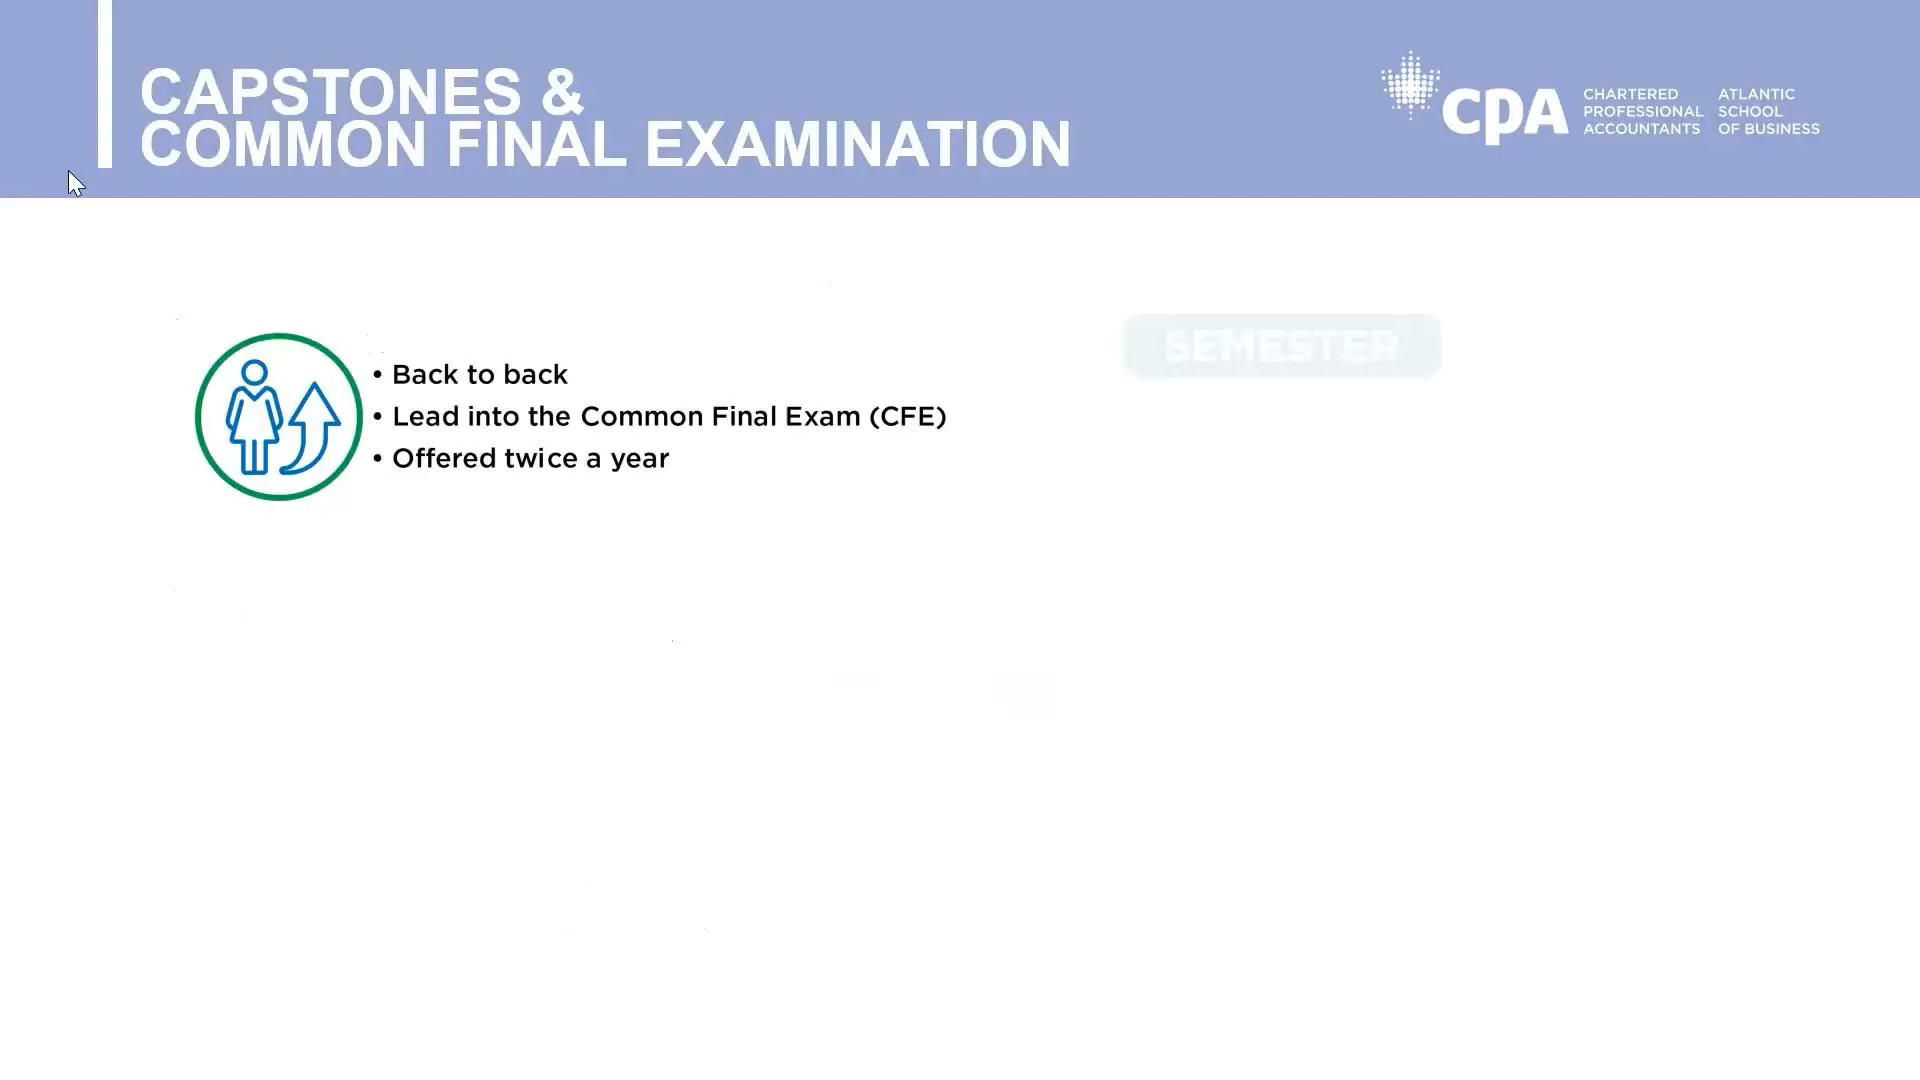 CAPSTONES &
COMMON FINAL EXAMINATION
CPA
CHARTERED
PROFESSIONAL
ACCOUNTANTS
ATLANTIC
SCHOOL
OF BUSINESS
• Back to back
• Lead into the Common Final Exam (CFE)
• Offered twice a year
SEMESTER